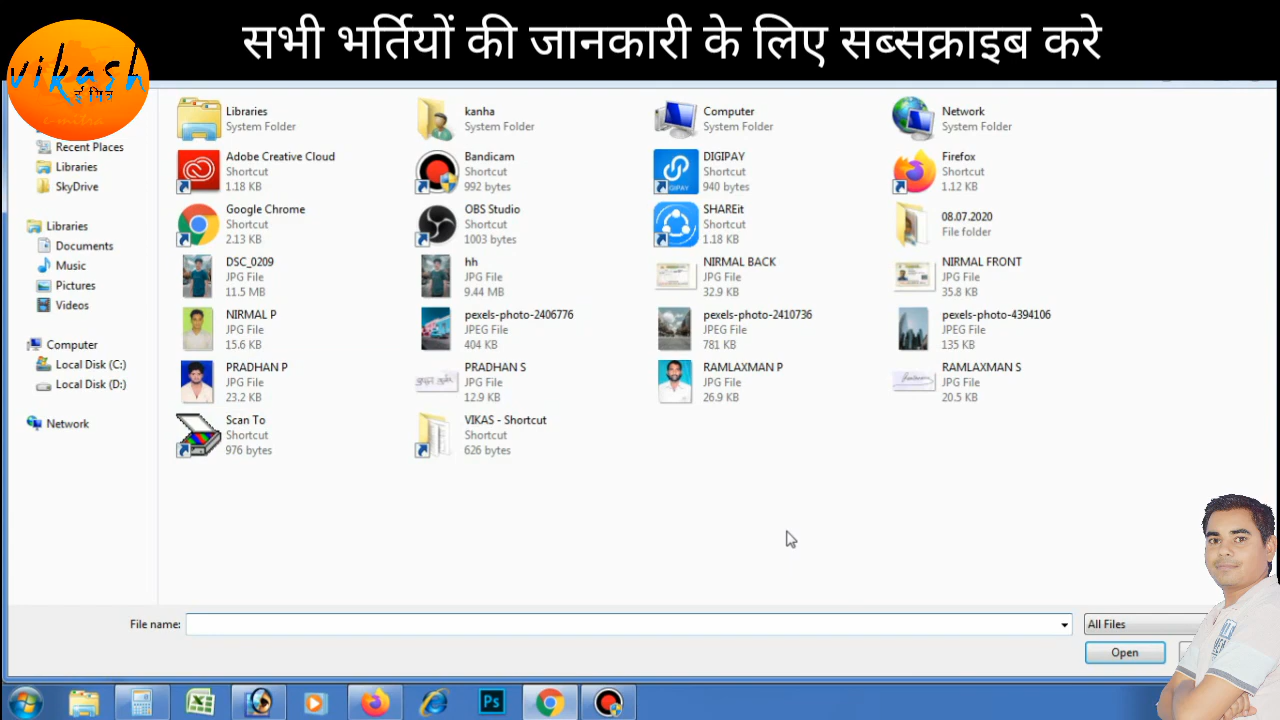 सभी भर्तियों की जानकारी के लिए सब्सक्राइब करे
vikash
ई मित्र
Recent Places
Libraries
SkyDrive
Libraries
Documents
Music
Pictures
Videos
Computer
Local Disk (C:)
Local Disk (D:)
Network
Libraries
System Folder
kanha
System Folder
Computer
System Folder
Network
System Folder
Adobe Creative Cloud
Shortcut
1.18 KB
Bandicam
Shortcut
992 bytes
DIGIPAY
Shortcut
940 bytes
Firefox
Shortcut
1.12 KB
Google Chrome
Shortcut
2.13 KB
OBS Studio
Shortcut
1003 bytes
SHAREit
Shortcut
1.18 KB
08.07.2020
File folder
DSC_0209
JPG File
11.5 MB
hh
JPG File
9.44 MB
NIRMAL BACK
JPG File
32.9 KB
NIRMAL FRONT
JPG File
35.8 KB
NIRMAL P
JPG File
15.6 KB
pexels-photo-2406776
JPEG File
404 KB
pexels-photo-2410736
JPEG File
781 KB
pexels-photo-4394106
JPEG File
135 KB
PRADHAN P
JPG File
23.2 KB
PRADHAN S
JPG File
12.9 KB
RAMLAXMAN P
JPG File
26.9 KB
RAMLAXMAN S
JPG File
20.5 KB
Scan To
Shortcut
976 bytes
VIKAS - Shortcut
Shortcut
626 bytes
File name:
All Files
Open
Ps